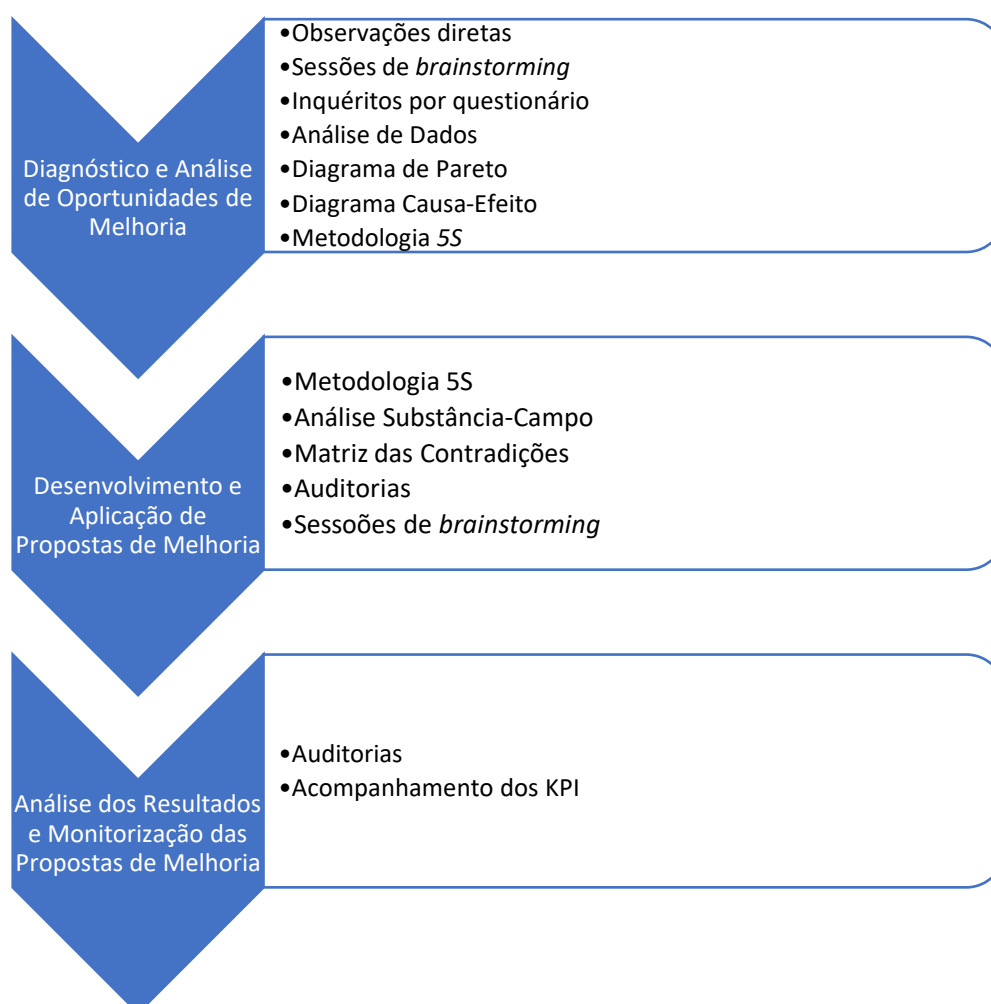 Diagnóstico e Análise
de Oportunidades de
Melhoria
•Observações diretas
•Sessões de brainstorming
•Inquéritos por questionário
•Análise de Dados
•Diagrama de Pareto
•Diagrama Causa-Efeito
•Metodologia 5S
Desenvolvimento e
Aplicação de
Propostas de Melhoria
•Metodologia 5S
•Análise Substância-Campo
•Matriz das Contradições
•Auditorias
•Sessoões de brainstorming
Análise dos Resultados
e Monitorização das
Propostas de Melhoria
•Auditorias
•Acompanhamento dos KPI